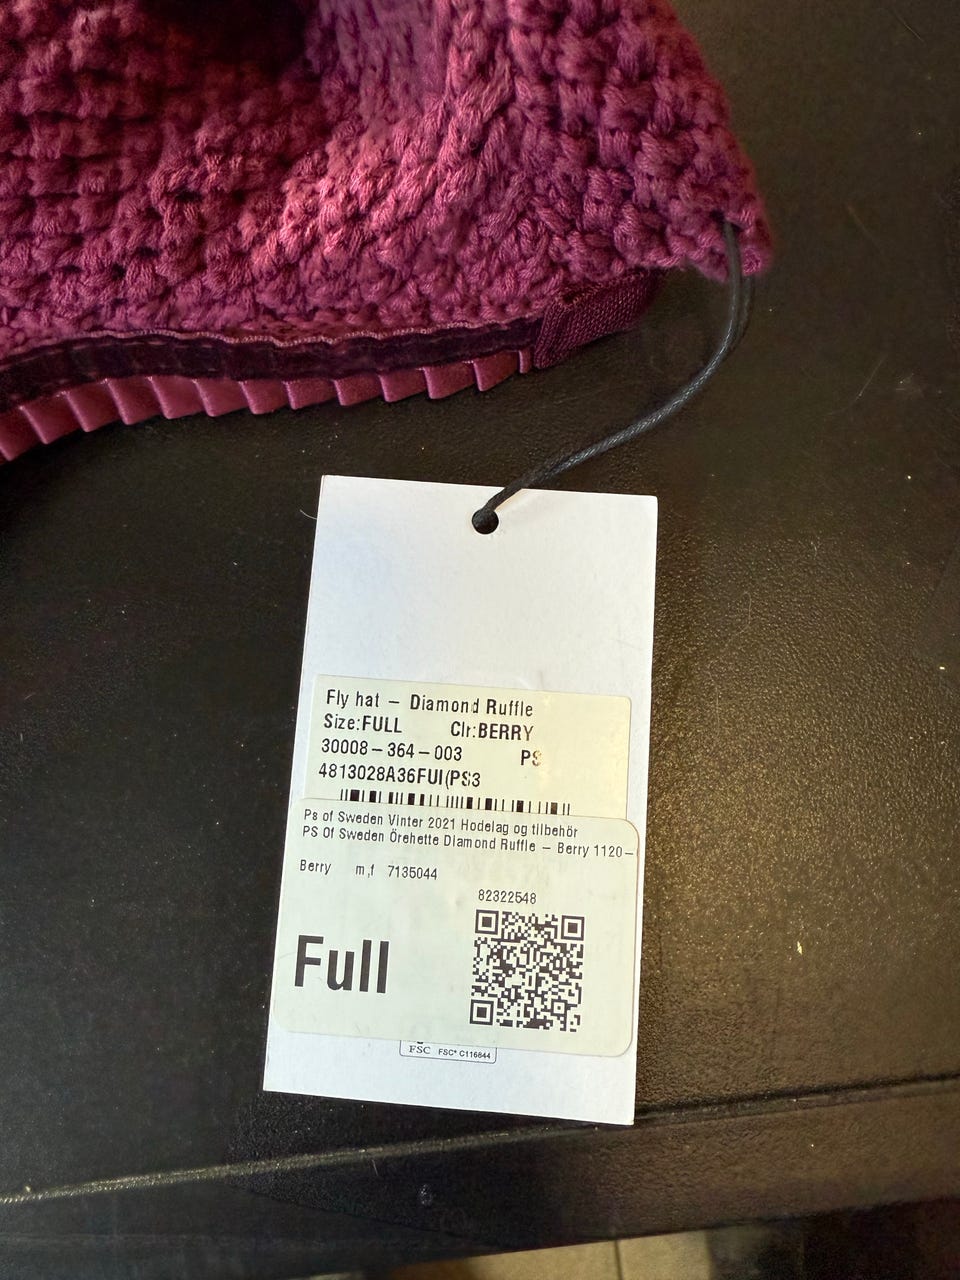 Fly hat – Diamond Ruffle
Size:FULL Clr:BERRY
30008–364–003 PS
4813028A36FUI(PS3
Ps of Sweden Vinter 2021 Hodelag og tilbehör
PS Of Sweden Örehette Diamond Ruffle – Berry 1120–
Berry m,f 7135044
82322548
Full
FSC FSC® C116844